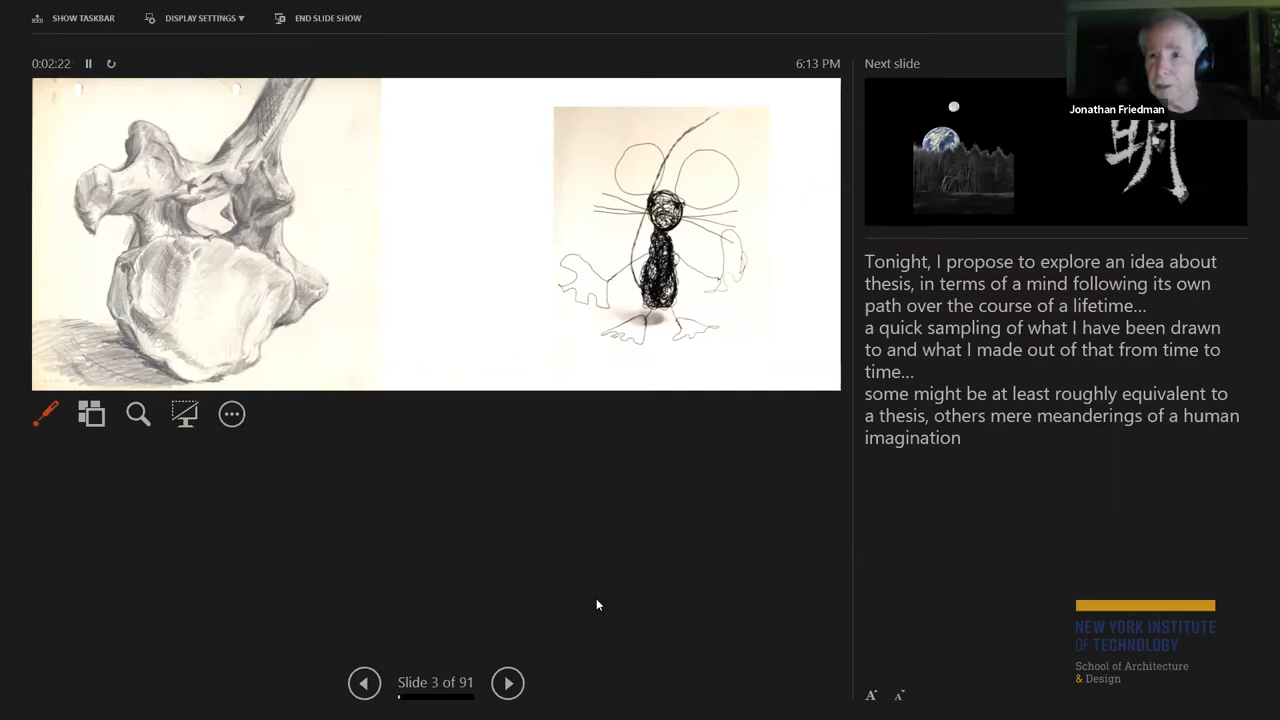 SHOW TASKBAR
DISPLAY SETTINGS ▼
END SLIDE SHOW
0:02:22
6:13 PM
Next slide
Jonathan Friedman
明
Tonight, I propose to explore an idea about
thesis, in terms of a mind following its own
path over the course of a lifetime...
a quick sampling of what I have been drawn
to and what I made out of that from time to
time...
some might be at least roughly equivalent to
a thesis, others mere meanderings of a human
imagination
NEW YORK INSTITUTE
OF TECHNOLOGY
School of Architecture
& Design
Slide 3 of 91
A A